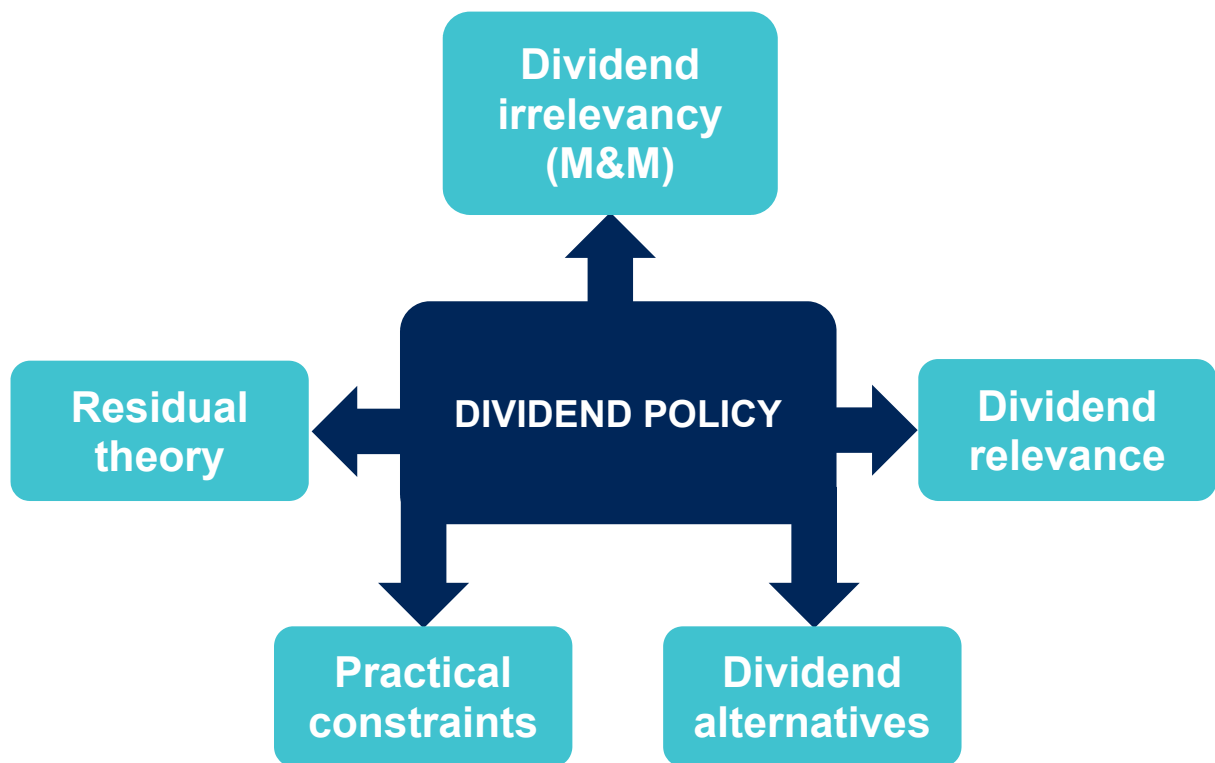 Dividend
irrelevancy
(M&M)
DIVIDEND POLICY
Residual
theory
Dividend
relevance
Practical
constraints
Dividend
alternatives